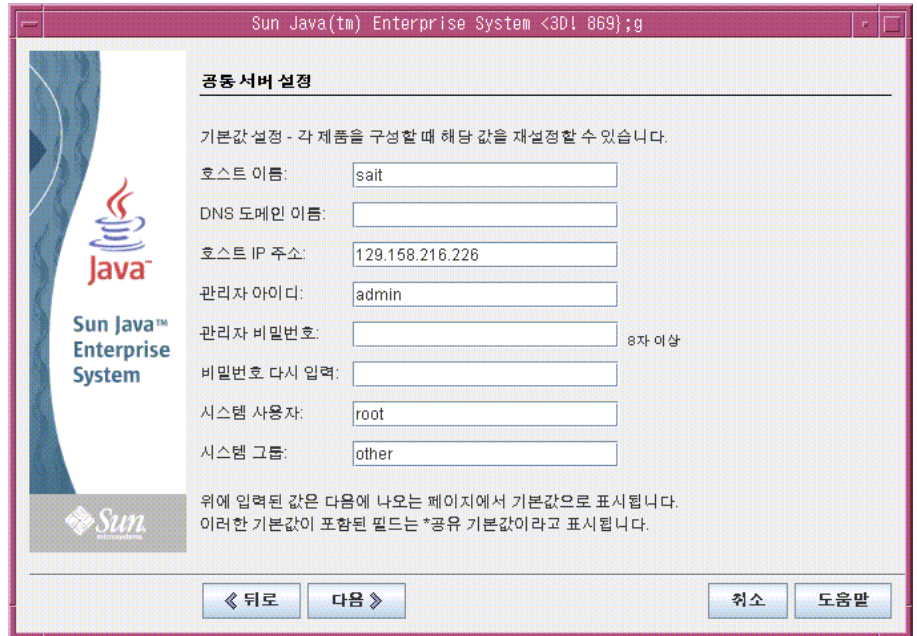 Sun Java(tm) Enterprise System <3D! 869};g
공통 서버 설정
기본값 설정 - 각 제품을 구성할 때 해당 값을 재설정할 수 있습니다.
호스트 이름: sait
DNS 도메인 이름:
호스트 IP 주소: 129.158.216.226
관리자 아이디: admin
관리자 비밀번호: 8자 이상
비밀번호 다시 입력:
시스템 사용자: root
시스템 그룹: other
위에 입력된 값은 다음에 나오는 페이지에서 기본값으로 표시됩니다.
이러한 기본값이 포함된 필드는 *공유 기본값이라고 표시됩니다.
Java™
Sun Java™
Enterprise
System
Sun
microsystems
뒤로
다음
취소
도움말